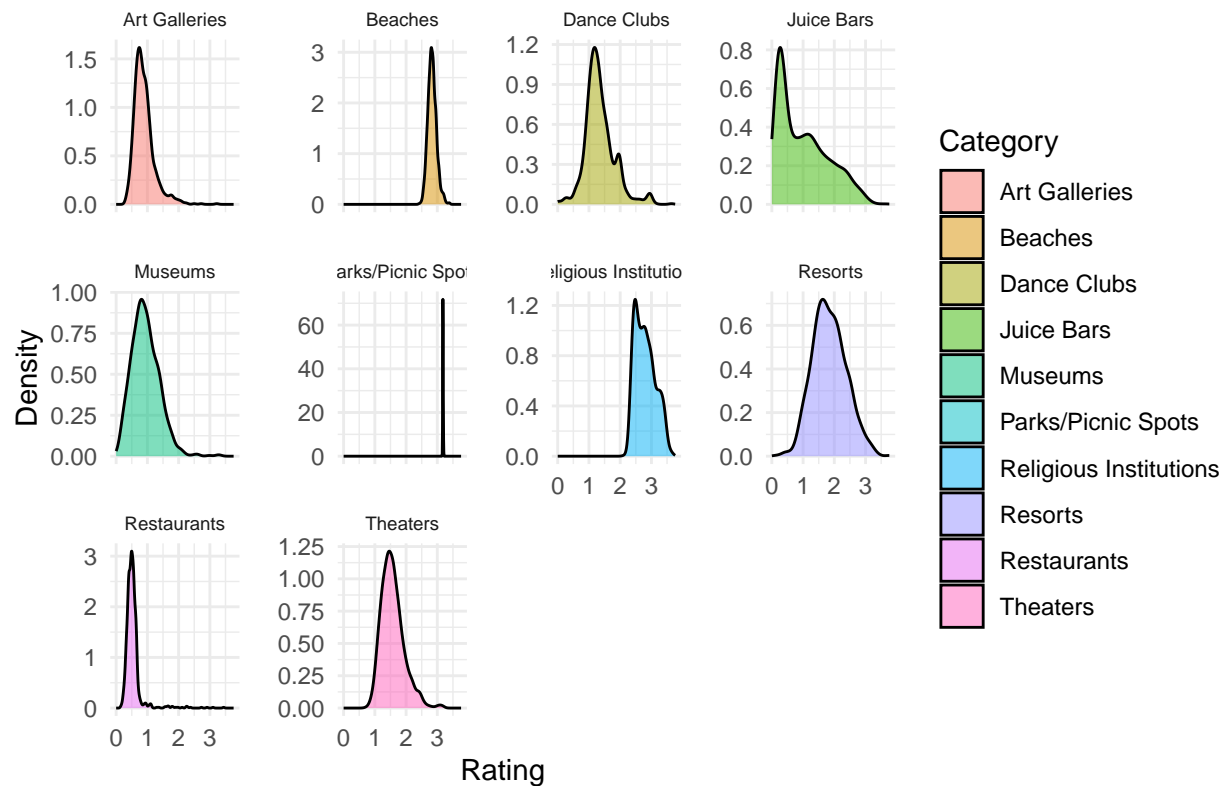 Art Galleries
Beaches
Dance Clubs
Juice Bars
1.5
1.0
0.5
0.0
3
2
1
0
1.2
0.9
0.6
0.3
0.0
0.8
0.6
0.4
0.2
0.0
Museums
arks/Picnic Spot
eligious Institutio
Resorts
1.00
0.75
0.50
0.25
0.00
60
40
20
0
1.2
0.8
0.4
0.0
0.6
0.4
0.2
0.0
0 1 2 3
0 1 2 3
Restaurants
Theaters
3
2
1
0
1.25
1.00
0.75
0.50
0.25
0.00
0 1 2 3
0 1 2 3
Density
Rating
Category
Art Galleries
Beaches
Dance Clubs
Juice Bars
Museums
Parks/Picnic Spots
Religious Institutions
Resorts
Restaurants
Theaters